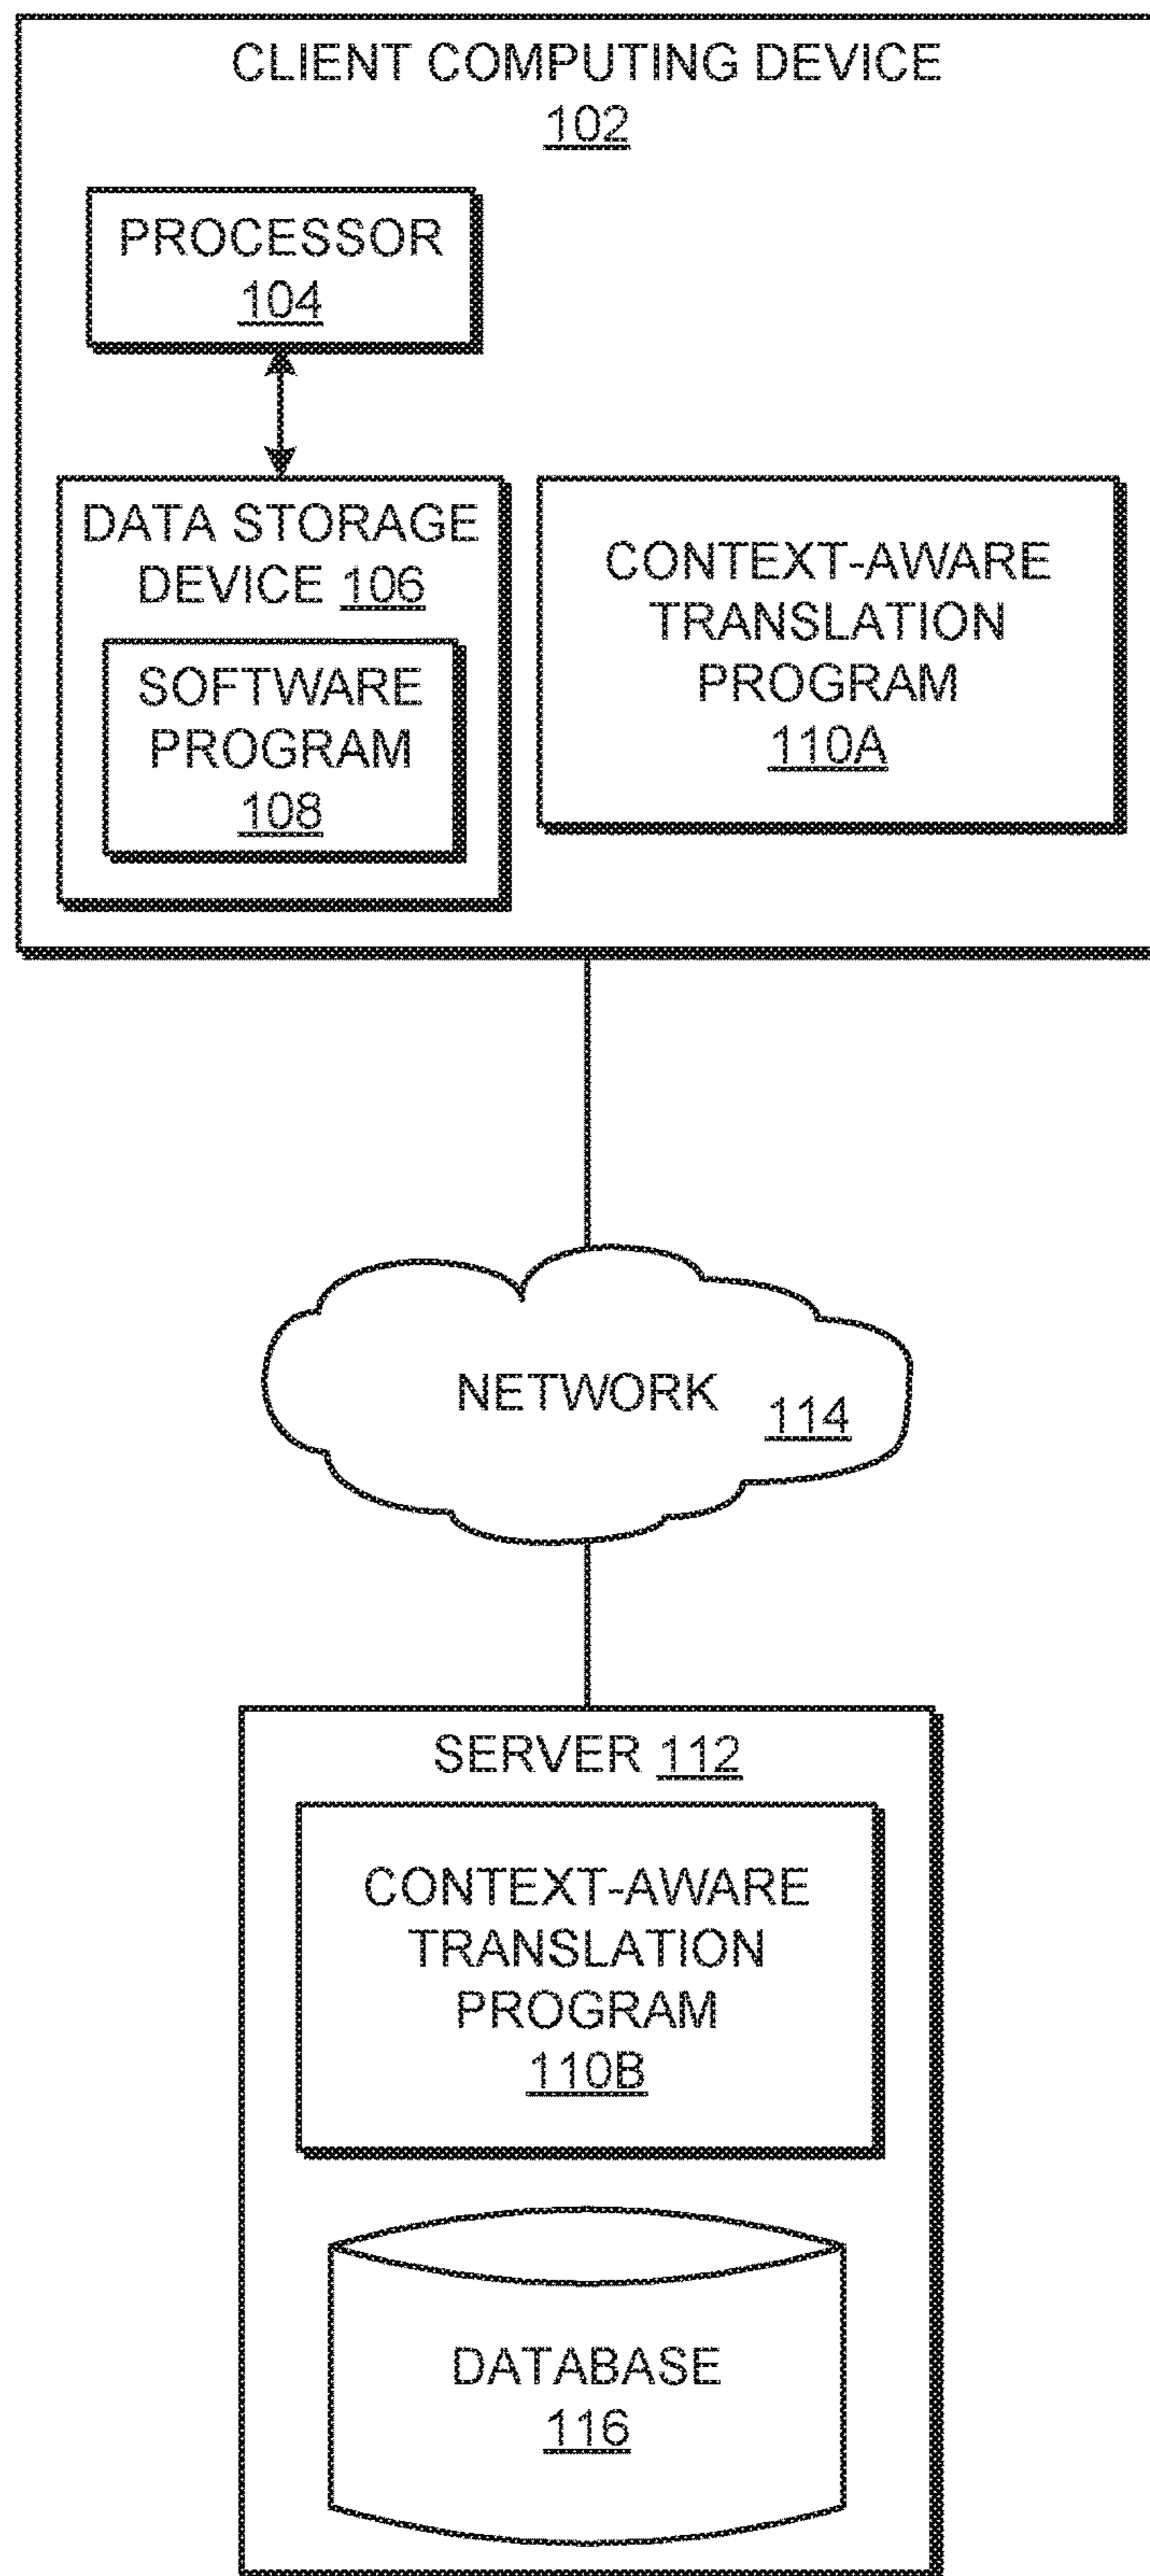 CLIENT COMPUTING DEVICE
102
PROCESSOR
104
DATA STORAGE
DEVICE 106
SOFTWARE
PROGRAM
108
CONTEXT-AWARE
TRANSLATION
PROGRAM
110A
NETWORK 114
SERVER 112
CONTEXT-AWARE
TRANSLATION
PROGRAM
110B
DATABASE
116